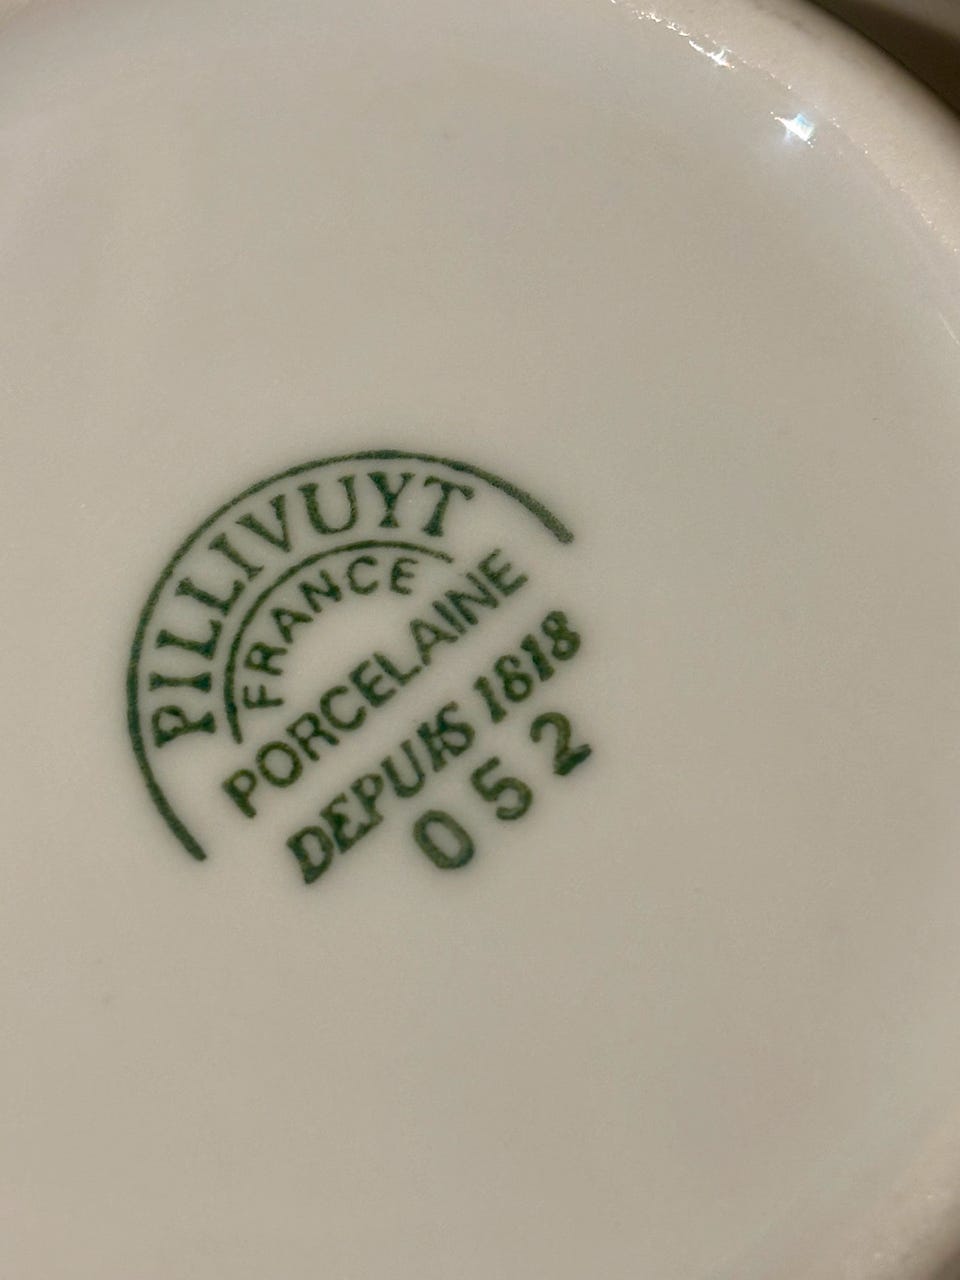 PILLIVUYT
FRANCE
PORCELAINE
DEPUIS 1818
052